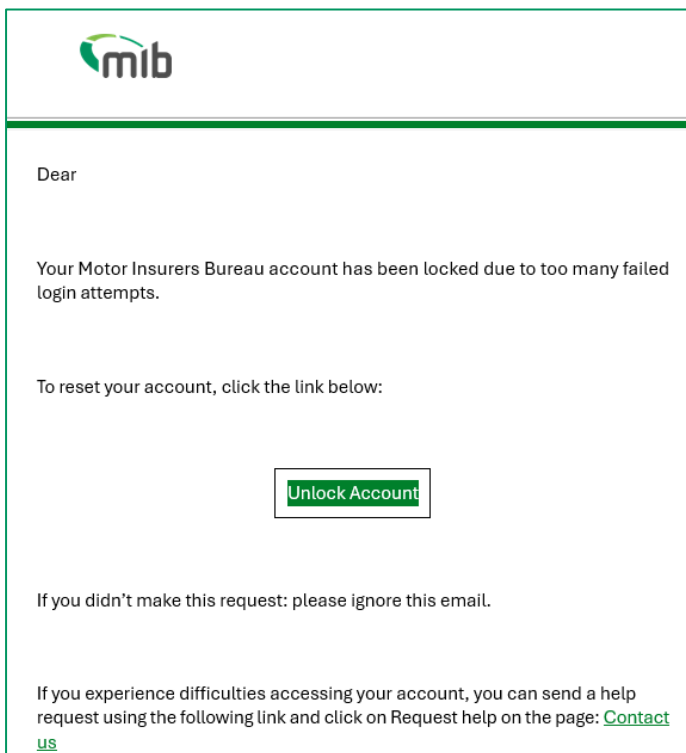 mib
Dear
Your Motor Insurers Bureau account has been locked due to too many failed
login attempts.
To reset your account, click the link below:
Unlock Account
If you didn’t make this request: please ignore this email.
If you experience difficulties accessing your account, you can send a help
request using the following link and click on Request help on the page: Contact
us